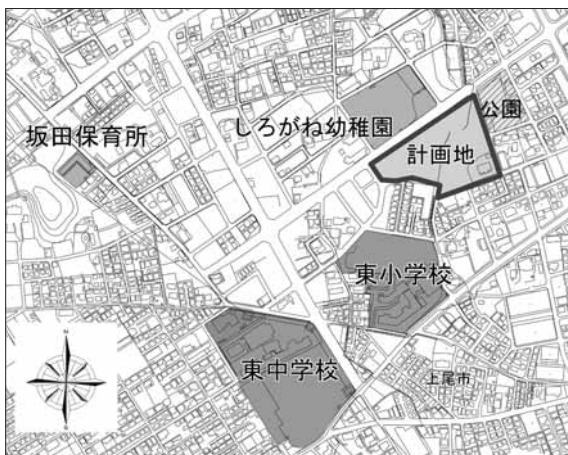 公園
しろがね幼稚園
坂田保育所
計画地
東小学校
東中学校
上尾市